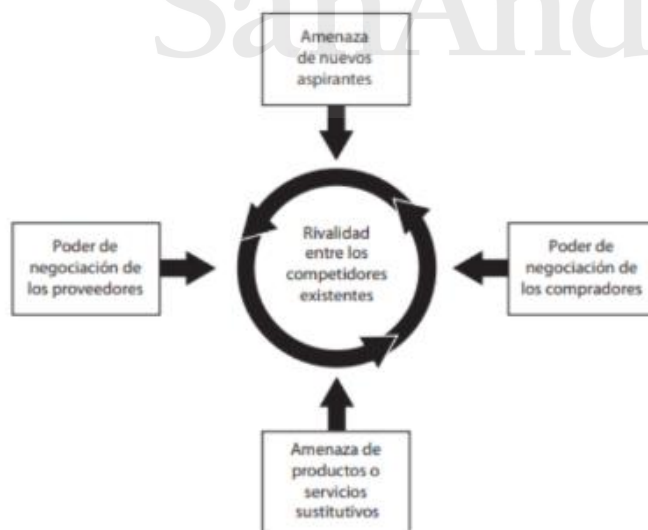 SanAnd
Amenaza
de nuevos
aspirantes
Poder de
negociación de
los proveedores
Rivalidad
entre los
competidores
existentes
Poder de
negociación de
los compradores
Amenaza de
productos o
servicios
sustitutivos